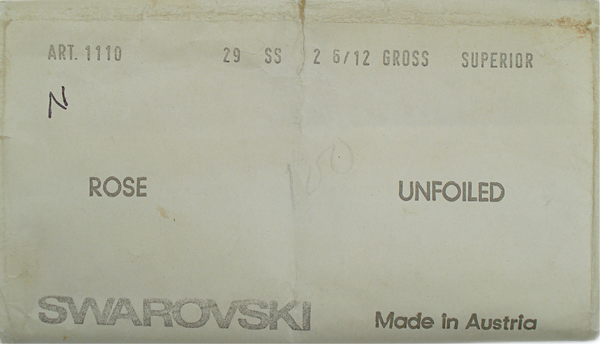 ART. 1110 29 SS 2 6/12 GROSS SUPERIOR
N
ROSE UNFOILED
SWAROVSKI Made in Austria